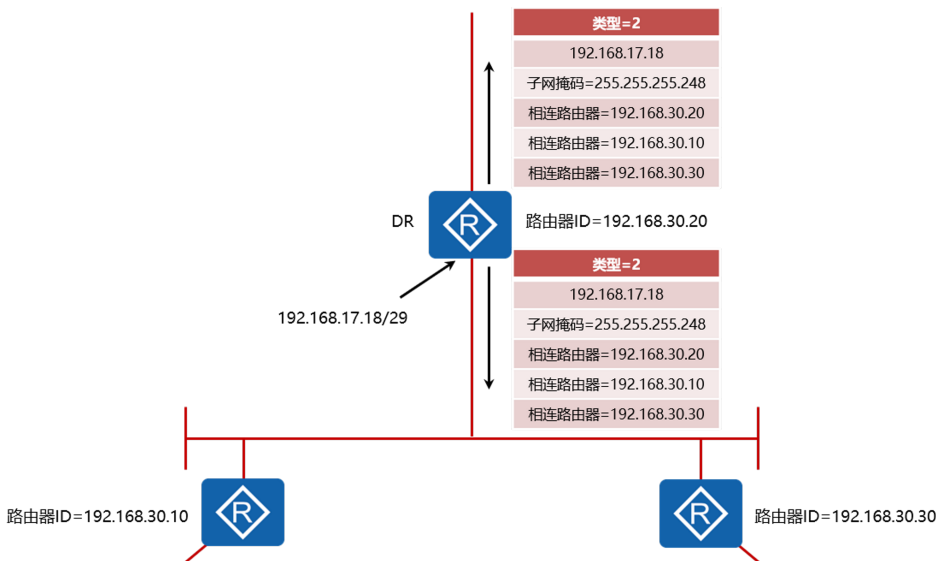 类型=2
192.168.17.18
子网掩码=255.255.255.248
相连路由器=192.168.30.20
相连路由器=192.168.30.10
相连路由器=192.168.30.30
DR
R
路由器ID=192.168.30.20
192.168.17.18/29
类型=2
192.168.17.18
子网掩码=255.255.255.248
相连路由器=192.168.30.20
相连路由器=192.168.30.10
相连路由器=192.168.30.30
路由器ID=192.168.30.10
R
R
路由器ID=192.168.30.30